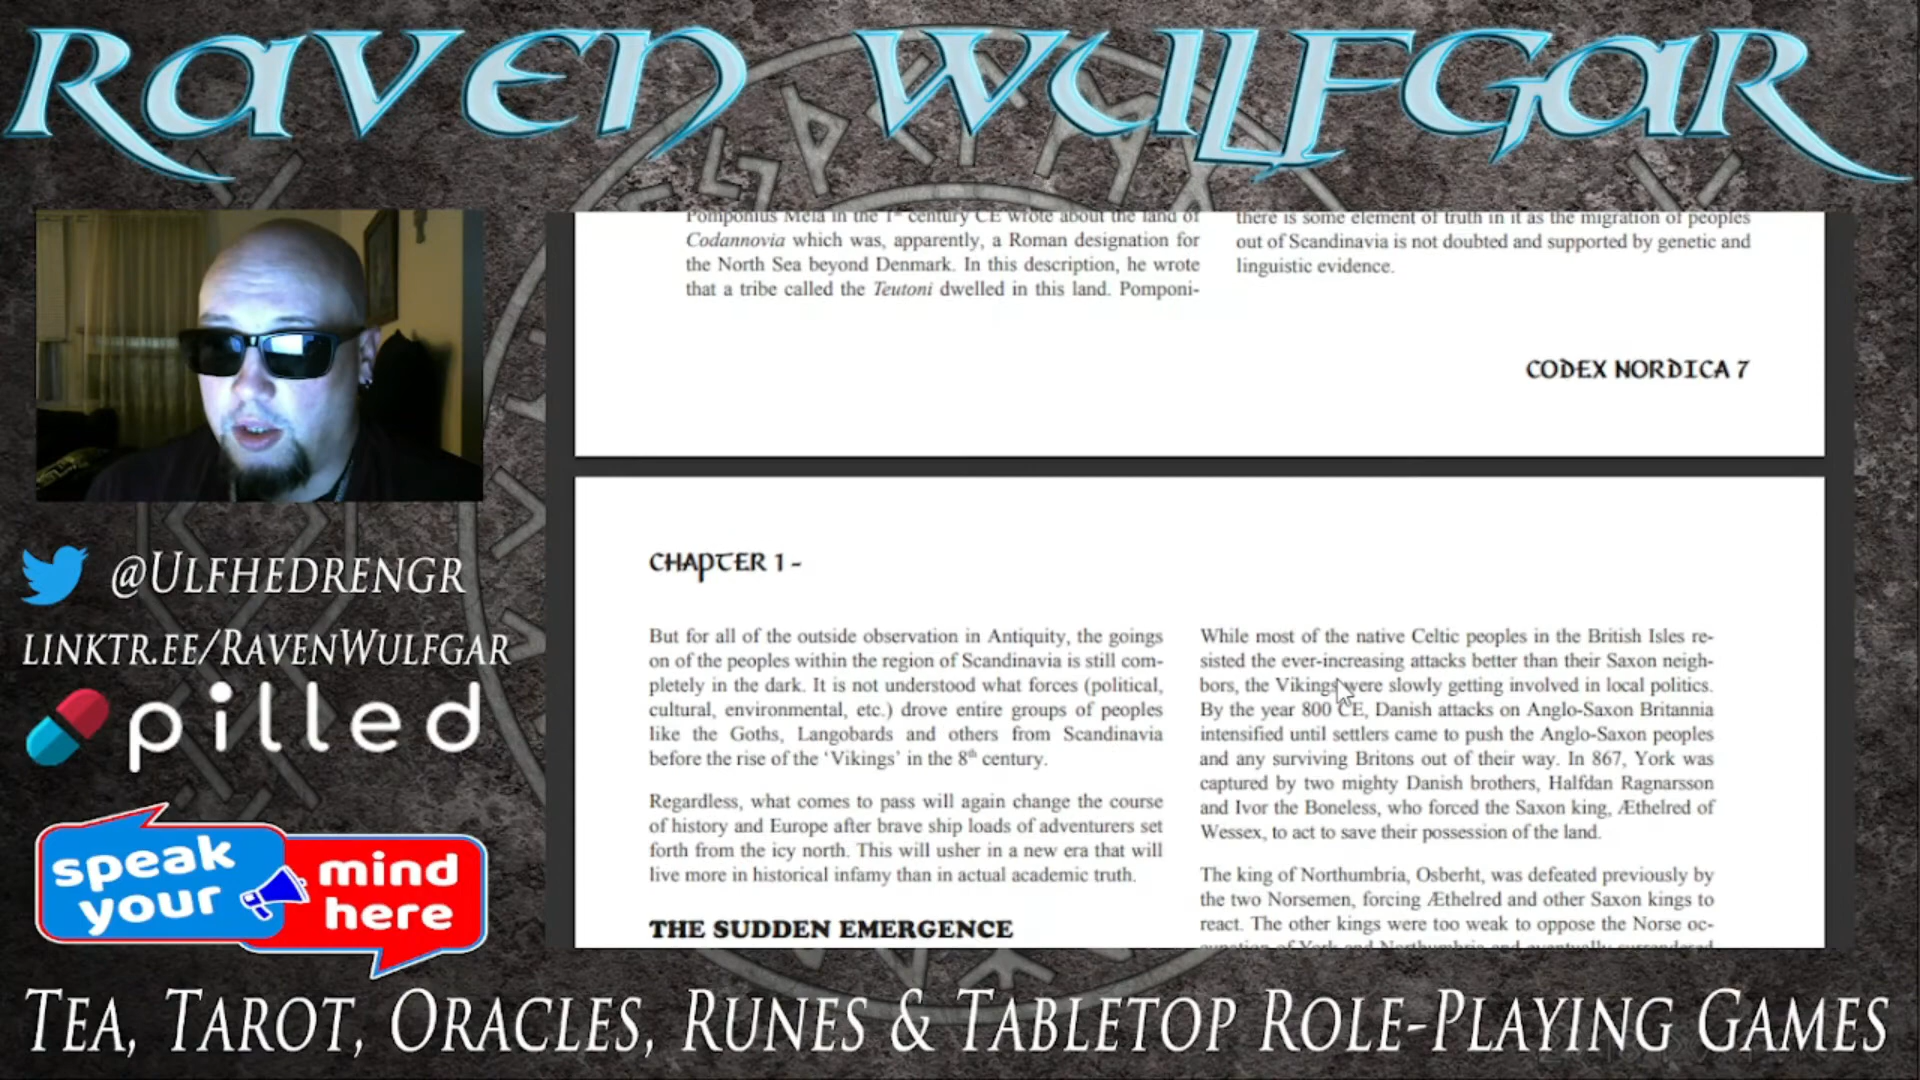 RAVEN WULFGAR
Pomponius Mela in the 1st century CE wrote about the land of
Codannovia which was, apparently, a Roman designation for
the North Sea beyond Denmark. In this description, he wrote
that a tribe called the Teutoni dwelled in this land. Pomponi-
there is some element of truth in it as the migration of peoples
out of Scandinavia is not doubted and supported by genetic and
linguistic evidence.
CODEX NORDICA 7
CHAPTER 1 -
But for all of the outside observation in Antiquity, the goings
on of the peoples within the region of Scandinavia is still com-
pletely in the dark. It is not understood what forces (political,
cultural, environmental, etc.) drove entire groups of peoples
like the Goths, Langobards and others from Scandinavia
before the rise of the ‘Vikings’ in the 8th century.
Regardless, what comes to pass will again change the course
of history and Europe after brave ship loads of adventurers set
forth from the icy north. This will usher in a new era that will
live more in historical infamy than in actual academic truth.
THE SUDDEN EMERGENCE
While most of the native Celtic peoples in the British Isles re-
sisted the ever-increasing attacks better than their Saxon neigh-
bors, the Vikings were slowly getting involved in local politics.
By the year 800 CE, Danish attacks on Anglo-Saxon Britannia
intensified until settlers came to push the Anglo-Saxon peoples
and any surviving Britons out of their way. In 867, York was
captured by two mighty Danish brothers, Halfdan Ragnarsson
and Ivor the Boneless, who forced the Saxon king, Æthelred of
Wessex, to act to save their possession of the land.
The king of Northumbria, Osberht, was defeated previously by
the two Norsemen, forcing Æthelred and other Saxon kings to
react. The other kings were too weak to oppose the Norse oc-
cupation of York and Northumbria and eventually surrendered
@ULFHEDRENGR
LINKTR.EE/RAVENWULFGAR
pilled
speak
your
mind
here
TEA, TAROT, ORACLES, RUNES & TABLETOP ROLE-PLAYING GAMES